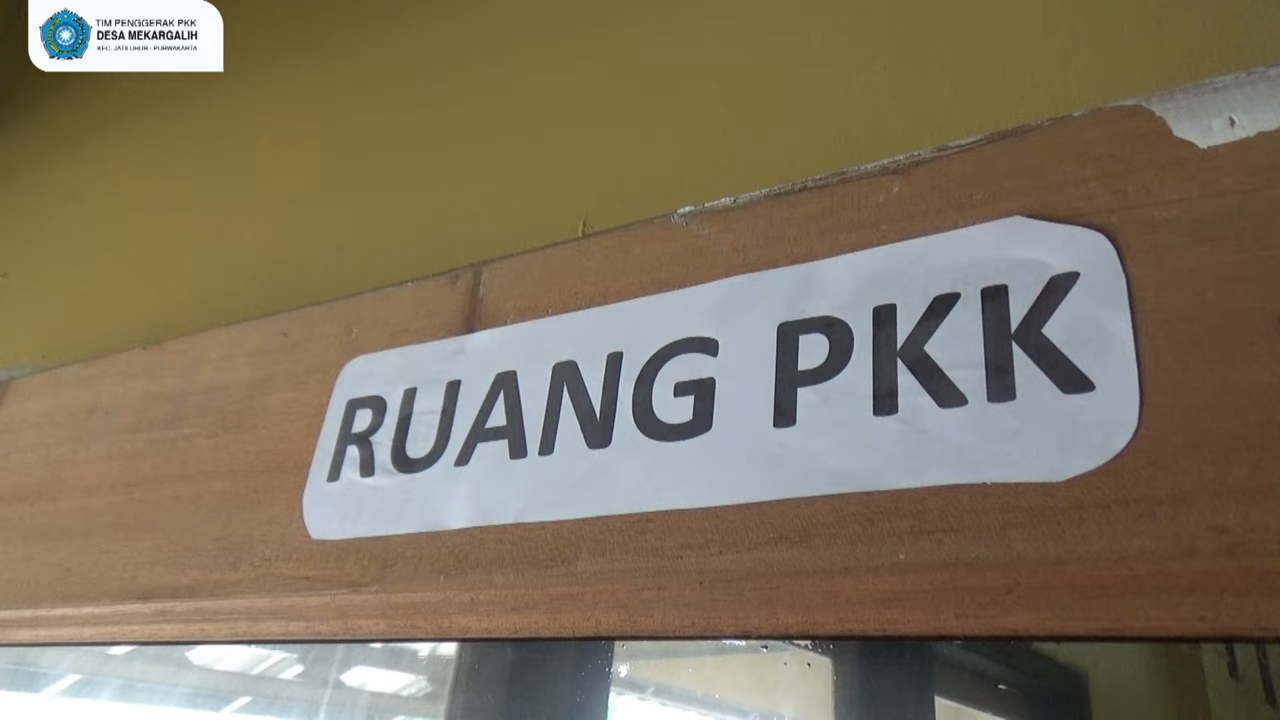 TIM PENGGERAK PKK
DESA MEKARGALIH
KEC. JATILUHUR - PURWAKARTA
RUANG PKK